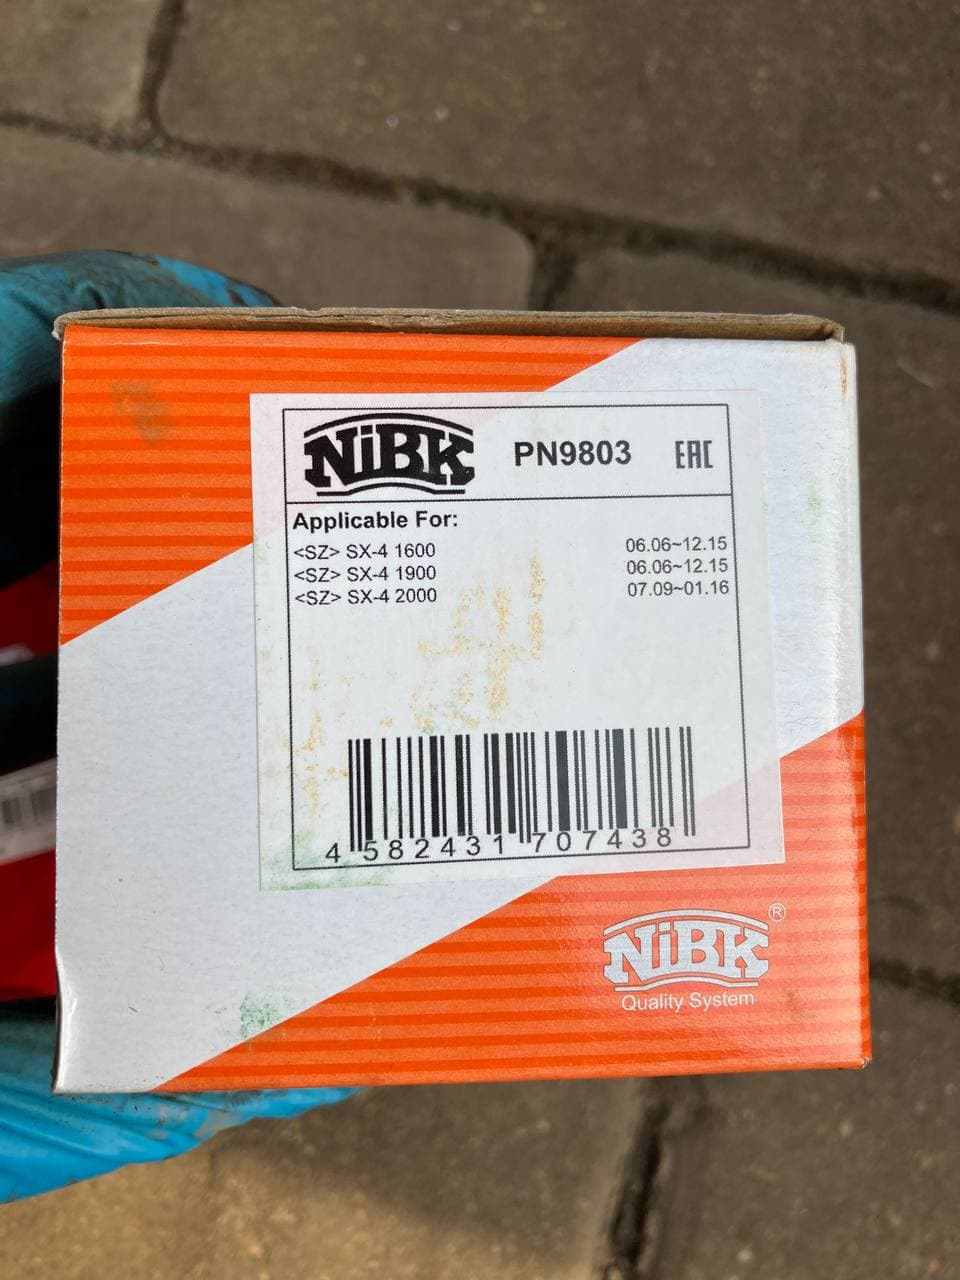 NiBK PN9803 EAC
Applicable For:
<SZ> SX-4 1600 06.06~12.15
<SZ> SX-4 1900 06.06~12.15
<SZ> SX-4 2000 07.09~01.16
4 582431 707438
NiBK ®
Quality System